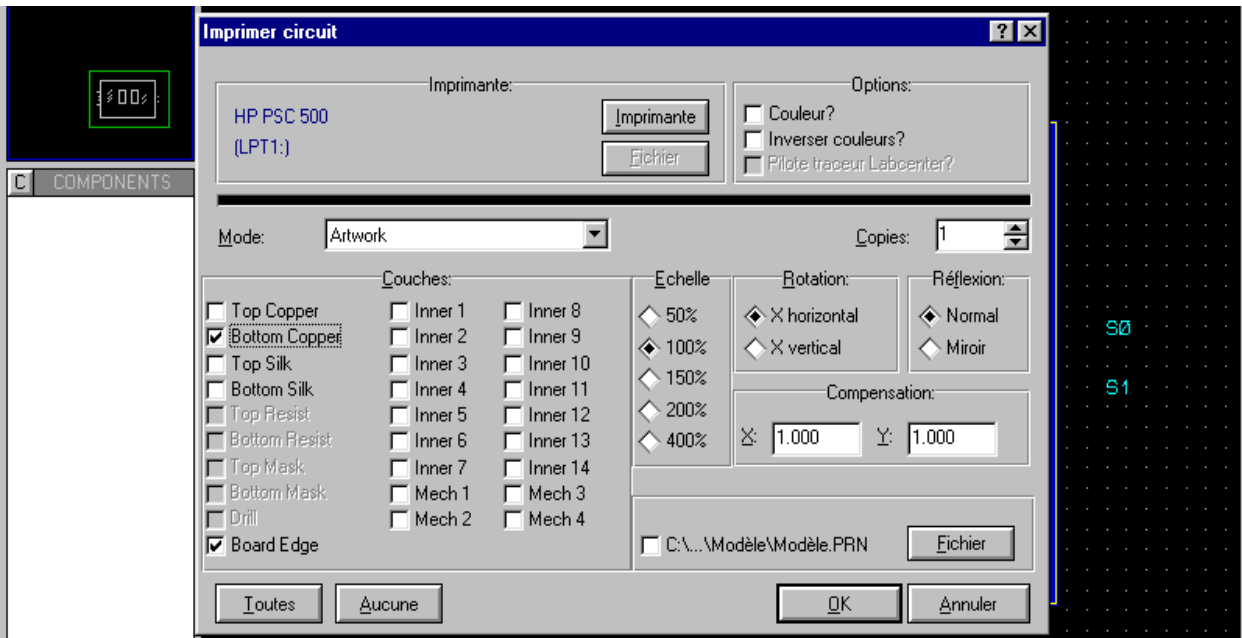 Imprimer circuit
Imprimante:
HP PSC 500
(LPT1:)
Imprimante
Fichier
Options:
Couleur?
Inverser couleurs?
Pilote traceur Labcenter?
C COMPONENTS
Mode: Artwork
Copies: 1
Couches:
Top Copper
Bottom Copper
Top Silk
Bottom Silk
Top Resist
Bottom Resist
Top Mask
Bottom Mask
Drill
Board Edge
Inner 1
Inner 2
Inner 3
Inner 4
Inner 5
Inner 6
Inner 7
Mech 1
Mech 2
Inner 8
Inner 9
Inner 10
Inner 11
Inner 12
Inner 13
Inner 14
Mech 3
Mech 4
Echelle
50%
100%
150%
200%
400%
Rotation:
X horizontal
X vertical
Réflexion:
Normal
Miroir
Compensation:
X: 1.000 Y: 1.000
C:\...\Modèle\Modèle.PRN
Fichier
Toutes
Aucune
OK
Annuler
S0
S1